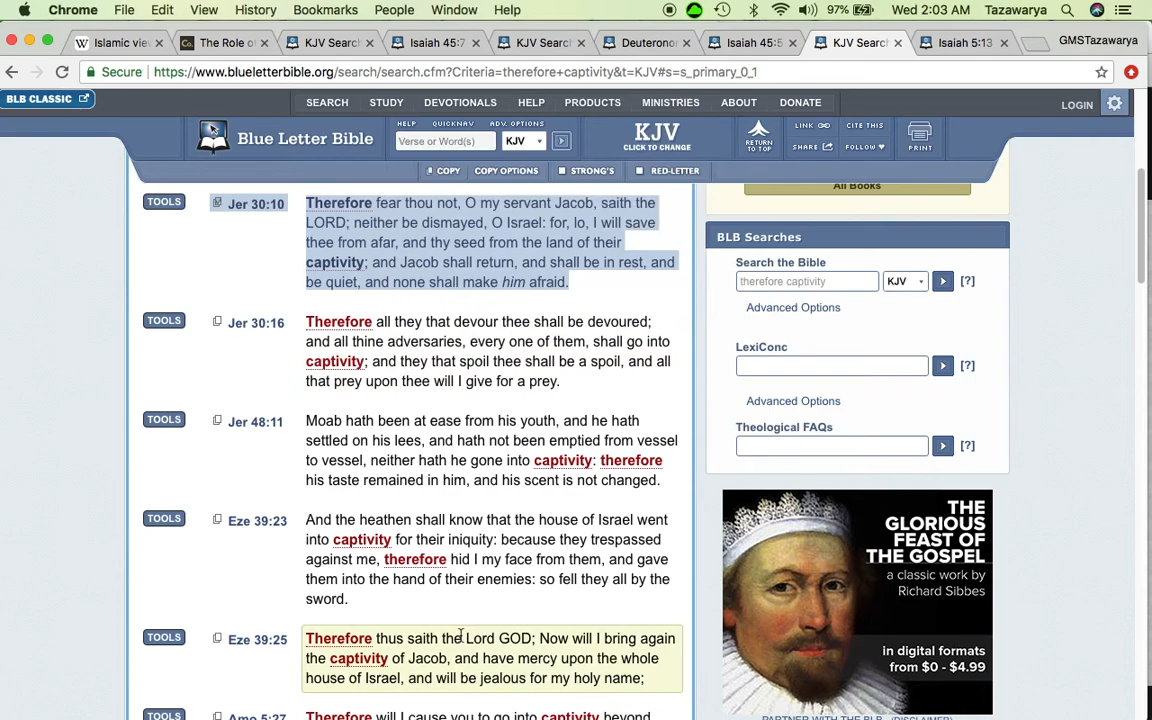 Chrome File Edit View History Bookmarks People Window Help 97% Wed 2:03 AM Tazawarya
Islamic view
The Role of
KJV Search
Isaiah 45:7
KJV Search
Deuterono
Isaiah 45:5
KJV Search
Isaiah 5:13
GMSTazawarya
Secure https://www.blueletterbible.org/search/search.cfm?Criteria=therefore+captivity&t=KJV#s=s_primary_0_1
BLB CLASSIC
SEARCH STUDY DEVOTIONALS HELP PRODUCTS MINISTRIES ABOUT DONATE
LOGIN
Blue Letter Bible
HELP QUICKNAV ADV. OPTIONS
Verse or Word(s) KJV
KJV
CLICK TO CHANGE
RETURN
TO TOP
LINK CITE THIS
SHARE FOLLOW
PRINT
COPY COPY OPTIONS STRONG'S RED-LETTER
TOOLS Jer 30:10 Therefore fear thou not, O my servant Jacob, saith the
LORD; neither be dismayed, O Israel: for, lo, I will save
thee from afar, and thy seed from the land of their
captivity; and Jacob shall return, and shall be in rest, and
be quiet, and none shall make him afraid.
TOOLS Jer 30:16 Therefore all they that devour thee shall be devoured;
and all thine adversaries, every one of them, shall go into
captivity; and they that spoil thee shall be a spoil, and all
that prey upon thee will I give for a prey.
TOOLS Jer 48:11 Moab hath been at ease from his youth, and he hath
settled on his lees, and hath not been emptied from vessel
to vessel, neither hath he gone into captivity: therefore
his taste remained in him, and his scent is not changed.
TOOLS Eze 39:23 And the heathen shall know that the house of Israel went
into captivity for their iniquity: because they trespassed
against me, therefore hid I my face from them, and gave
them into the hand of their enemies: so fell they all by the
sword.
TOOLS Eze 39:25 Therefore thus saith the Lord GOD; Now will I bring again
the captivity of Jacob, and have mercy upon the whole
house of Israel, and will be jealous for my holy name;
TOOLS Amo 5:27 Therefore will I cause you to go into captivity beyond
All Books
BLB Searches
Search the Bible
therefore captivity KJV [?]
Advanced Options
LexiConc
[?]
Advanced Options
Theological FAQs
[?]
THE
GLORIOUS
FEAST OF
THE GOSPEL
a classic work by
Richard Sibbes
in digital formats
from $0 - $4.99
PARTNER WITH THE BLB - (DISCLAIMER)